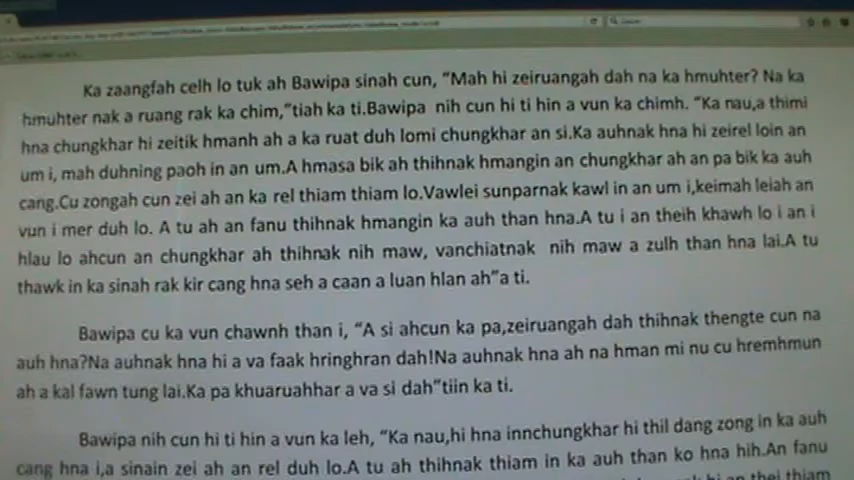 Ka zaangfah celh lo tuk ah Bawipa sinah cun, “Mah hi zeiruangah dah na ka hmuhter? Na ka
hmuhter nak a ruang rak ka chim,”tiah ka ti.Bawipa nih cun hi ti hin a vun ka chimh. “Ka nau,a thimi
hna chungkhar hi zeitik hmanh ah a ka ruat duh lomi chungkhar an si.Ka auhnak hna hi zeirel loin an
um i, mah duhning paoh in an um.A hmasa bik ah thihnak hmangin an chungkhar ah an pa bik ka auh
cang.Cu zongah cun zei ah an ka rel thiam thiam lo.Vawlei sunparnak kawl in an um i,keimah leiah an
vun i mer duh lo. A tu ah an fanu thihnak hmangin ka auh than hna.A tu i an theih khawh lo i an i
hlau lo ahcun an chungkhar ah thihnak nih maw, vanchiatnak nih maw a zulh than hna lai.A tu
thawk in ka sinah rak kir cang hna seh a caan a luan hlan ah”a ti.
Bawipa cu ka vun chawnh than i, “A si ahcun ka pa,zeiruangah dah thihnak thengte cun na
auh hna?Na auhnak hna hi a va faak hringhran dah!Na auhnak hna ah na hman mi nu cu hremhmun
ah a kal fawn tung lai.Ka pa khuaruahhar a va si dah”tiin ka ti.
Bawipa nih cun hi ti hin a vun ka leh, “Ka nau,hi hna innchungkhar hi thil dang zong in ka auh
cang hna i,a sinain zei ah an rel duh lo.A tu ah thihnak thiam in ka auh than ko hna hih.An fanu
hi an thei thiam